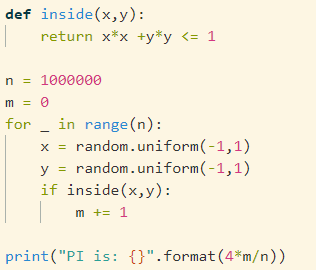 def inside(x,y):
    return x*x +y*y <= 1

n = 1000000
m = 0
for _ in range(n):
    x = random.uniform(-1,1)
    y = random.uniform(-1,1)
    if inside(x,y):
        m += 1

print("PI is: {}".format(4*m/n))